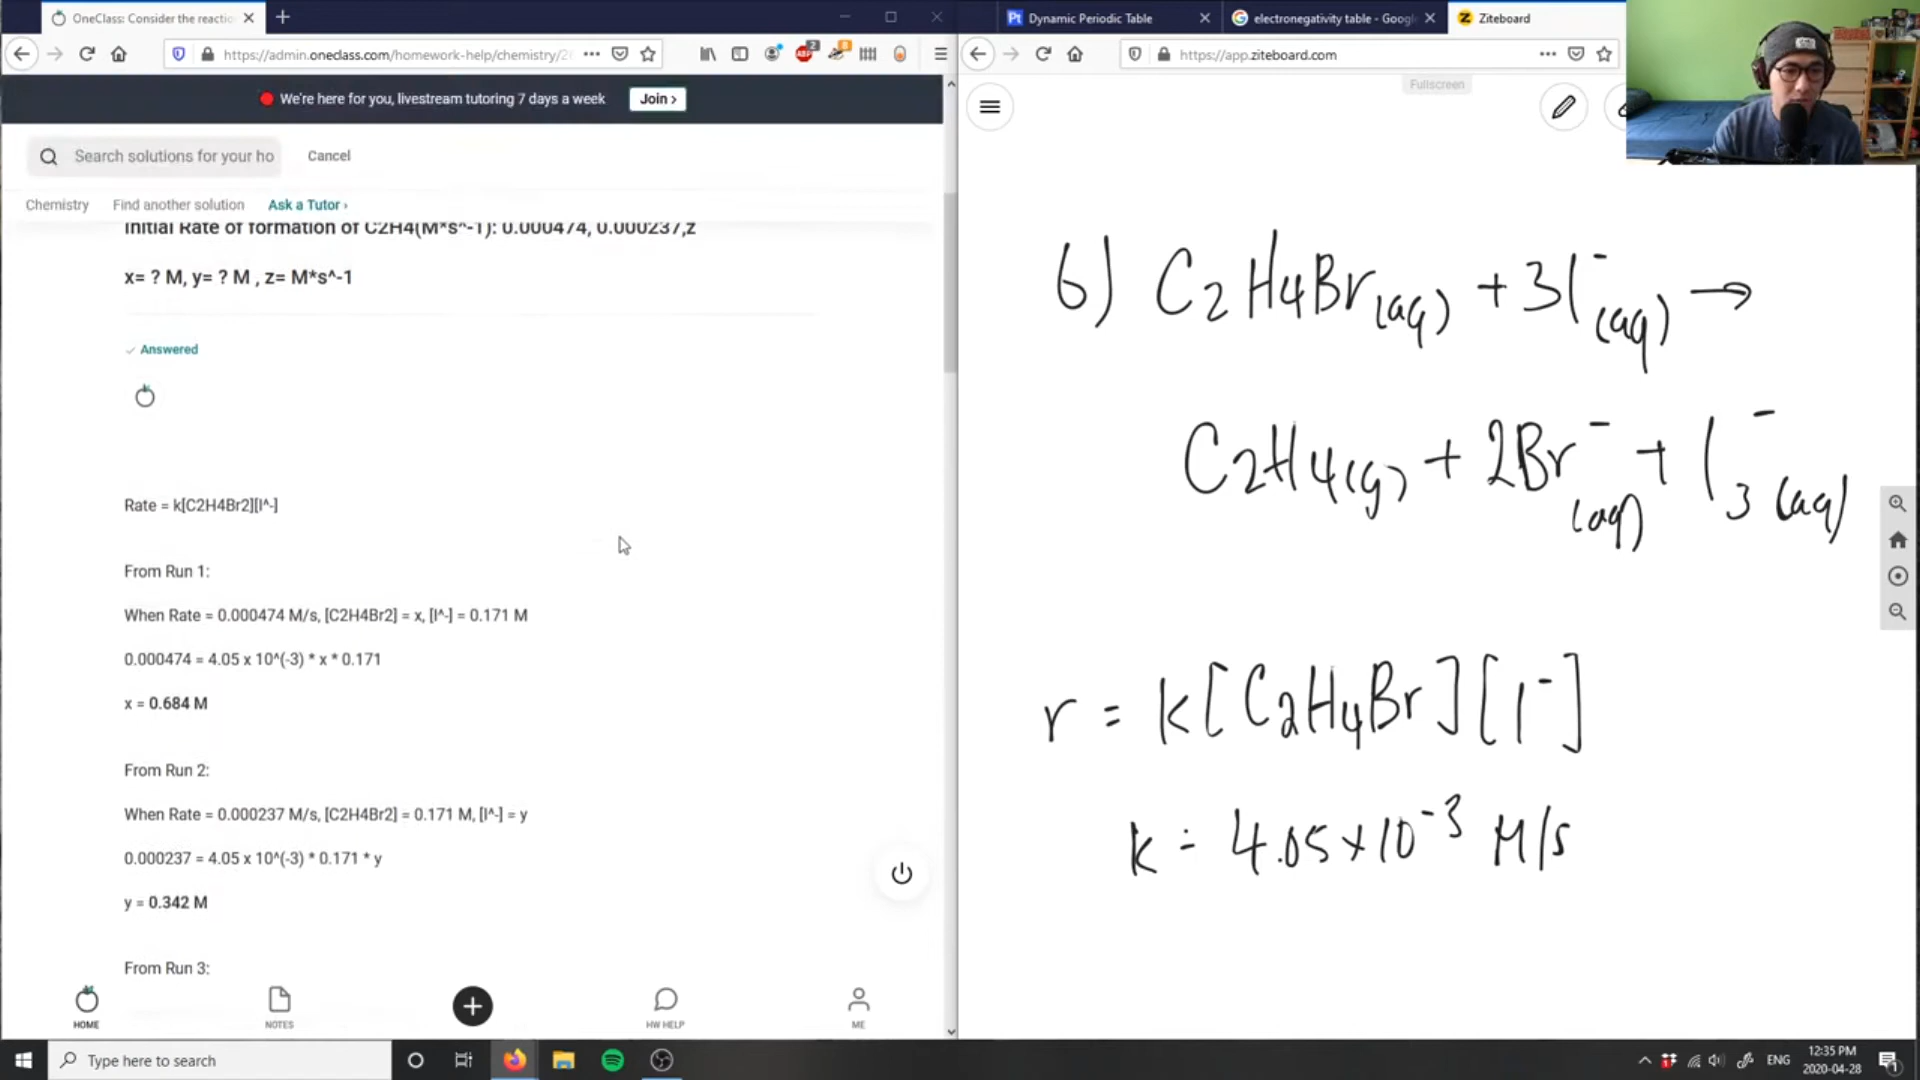 OneClass: Consider the reactio
https://admin.oneclass.com/homework-help/chemistry/2
We're here for you, livestream tutoring 7 days a week
Join ›
Search solutions for your ho
Cancel
Chemistry
Find another solution
Ask a Tutor ›
Initial Rate of formation of C2H4(M*s^-1): 0.000474, 0.000237,z
x= ? M, y= ? M , z= M*s^-1
✓ Answered
Rate = k[C2H4Br2][I^-]
From Run 1:
When Rate = 0.000474 M/s, [C2H4Br2] = x, [I^-] = 0.171 M
0.000474 = 4.05 x 10^(-3) * x * 0.171
x = 0.684 M
From Run 2:
When Rate = 0.000237 M/s, [C2H4Br2] = 0.171 M, [I^-] = y
0.000237 = 4.05 x 10^(-3) * 0.171 * y
y = 0.342 M
From Run 3:
HOME
NOTES
HW HELP
ME
Dynamic Periodic Table
electronegativity table - Googl
Ziteboard
https://app.ziteboard.com
Fullscreen
6) C2H4Br(aq) + 3I⁻(aq) →
C2H4(g) + 2Br⁻(aq) + I3⁻(aq)
r = k[C2H4Br][I⁻]
k = 4.05×10⁻³ M/s
Type here to search
ENG
12:35 PM
2020-04-28